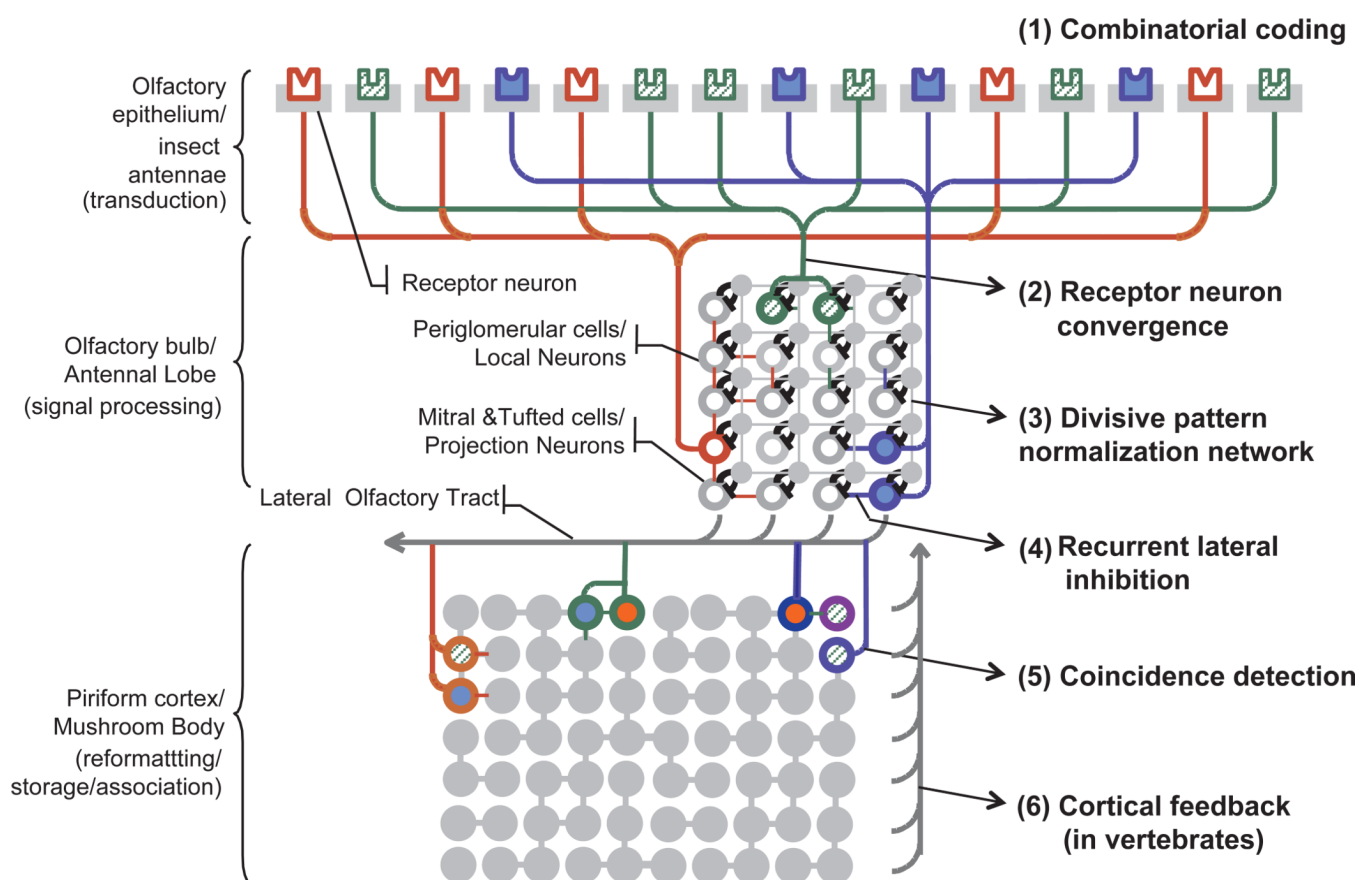 (1) Combinatorial coding
Olfactory
epithelium/
insect
antennae
(transduction)
Receptor neuron
(2) Receptor neuron
convergence
Periglomerular cells/
Local Neurons
Olfactory bulb/
Antennal Lobe
(signal processing)
Mitral &Tufted cells/
Projection Neurons
(3) Divisive pattern
normalization network
Lateral Olfactory Tract
(4) Recurrent lateral
inhibition
(5) Coincidence detection
Piriform cortex/
Mushroom Body
(reformattting/
storage/association)
(6) Cortical feedback
(in vertebrates)